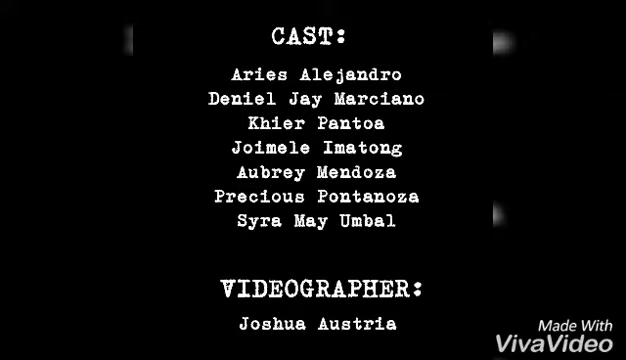 CAST:
Aries Alejandro
Deniel Jay Marciano
Khier Pantoa
Joimele Imatong
Aubrey Mendoza
Precious Pontanoza
Syra May Umbal
VIDEOGRAPHER:
Joshua Austria
Made With
VivaVideo